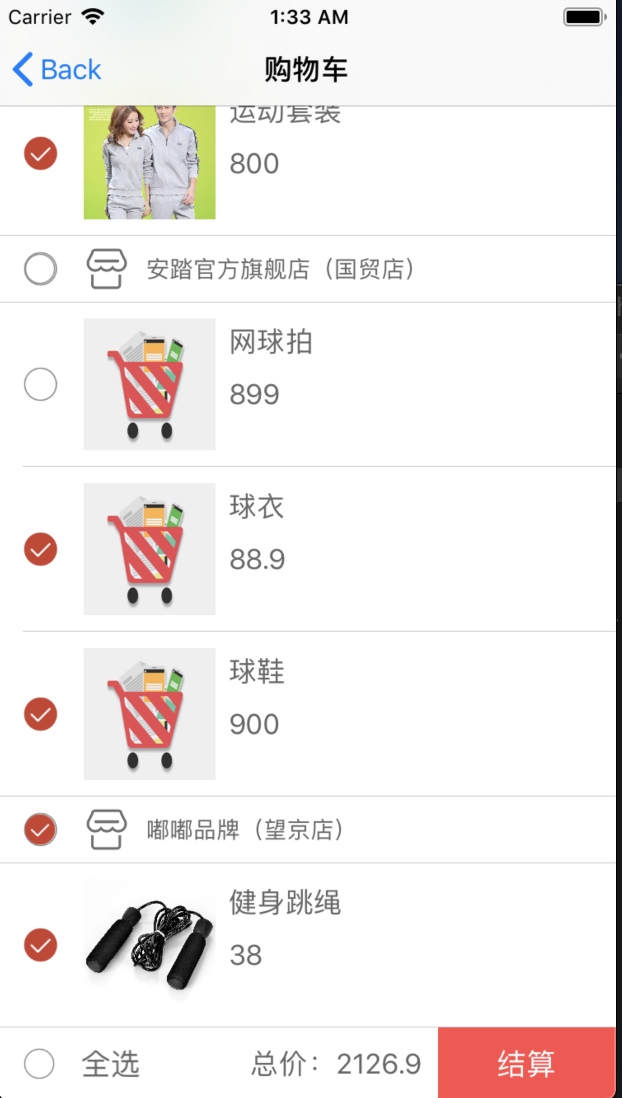 Carrier 1:33 AM
Back 购物车
运动套装
800
安踏官方旗舰店（国贸店）
网球拍
899
球衣
88.9
球鞋
900
嘟嘟品牌（望京店）
健身跳绳
38
全选 总价：2126.9 结算